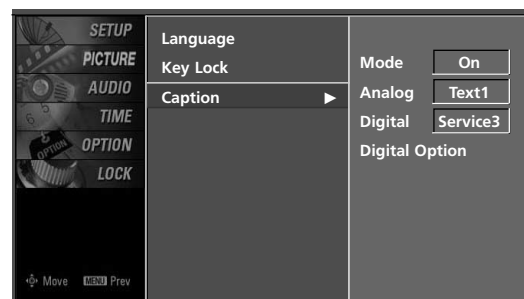 SETUP
PICTURE
AUDIO
TIME
OPTION
LOCK
Move MENU Prev
Language
Key Lock
Caption ►
Mode On
Analog Text1
Digital Service3
Digital Option